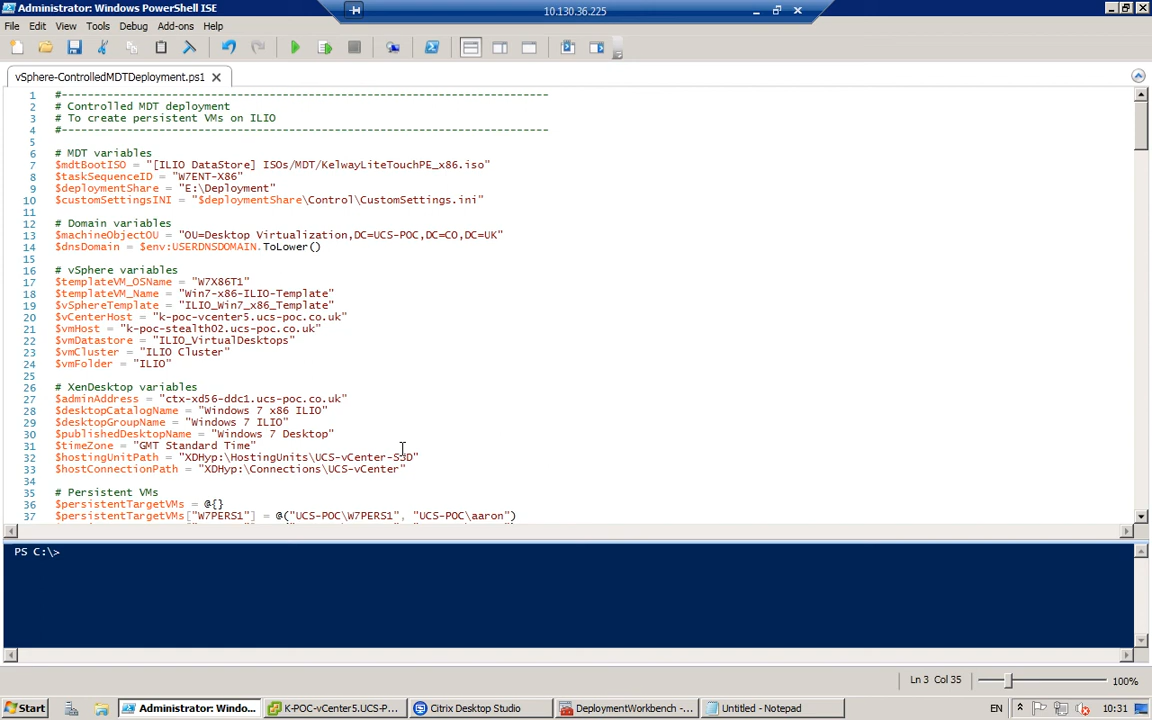 Administrator: Windows PowerShell ISE
10.130.36.225
File Edit View Tools Debug Add-ons Help
vSphere-ControlledMDTDeployment.ps1
1 #---------------------------------------------------------------------------
2 # Controlled MDT deployment
3 # To create persistent VMs on ILIO
4 #---------------------------------------------------------------------------
5
6 # MDT variables
7 $mdtBootISO = "[ILIO DataStore] ISOs/MDT/KelwayLiteTouchPE_x86.iso"
8 $taskSequenceID = "W7ENT-X86"
9 $deploymentShare = "E:\Deployment"
10 $customSettingsINI = "$deploymentShare\Control\CustomSettings.ini"
11
12 # Domain variables
13 $machineObjectOU = "OU=Desktop Virtualization,DC=UCS-POC,DC=CO,DC=UK"
14 $dnsDomain = $env:USERDNSDOMAIN.ToLower()
15
16 # vSphere variables
17 $templateVM_OSName = "W7X86T1"
18 $templateVM_Name = "Win7-x86-ILIO-Template"
19 $vSphereTemplate = "ILIO_Win7_x86_Template"
20 $vCenterHost = "k-poc-vcenter5.ucs-poc.co.uk"
21 $vmHost = "k-poc-stealth02.ucs-poc.co.uk"
22 $vmDatastore = "ILIO_VirtualDesktops"
23 $vmCluster = "ILIO Cluster"
24 $vmFolder = "ILIO"
25
26 # XenDesktop variables
27 $adminAddress = "ctx-xd56-ddc1.ucs-poc.co.uk"
28 $desktopCatalogName = "Windows 7 x86 ILIO"
29 $desktopGroupName = "Windows 7 ILIO"
30 $publishedDesktopName = "Windows 7 Desktop"
31 $timeZone = "GMT Standard Time"
32 $hostingUnitPath = "XDHyp:\HostingUnits\UCS-vCenter-SSD"
33 $hostConnectionPath = "XDHyp:\Connections\UCS-vCenter"
34
35 # Persistent VMs
36 $persistentTargetVMs = @{}
37 $persistentTargetVMs["W7PERS1"] = @("UCS-POC\W7PERS1", "UCS-POC\aaron")
PS C:\>
Ln 3 Col 35 100%
Start Administrator: Windo... K-POC-vCenter5.UCS-P... Citrix Desktop Studio DeploymentWorkbench - ... Untitled - Notepad EN 10:31